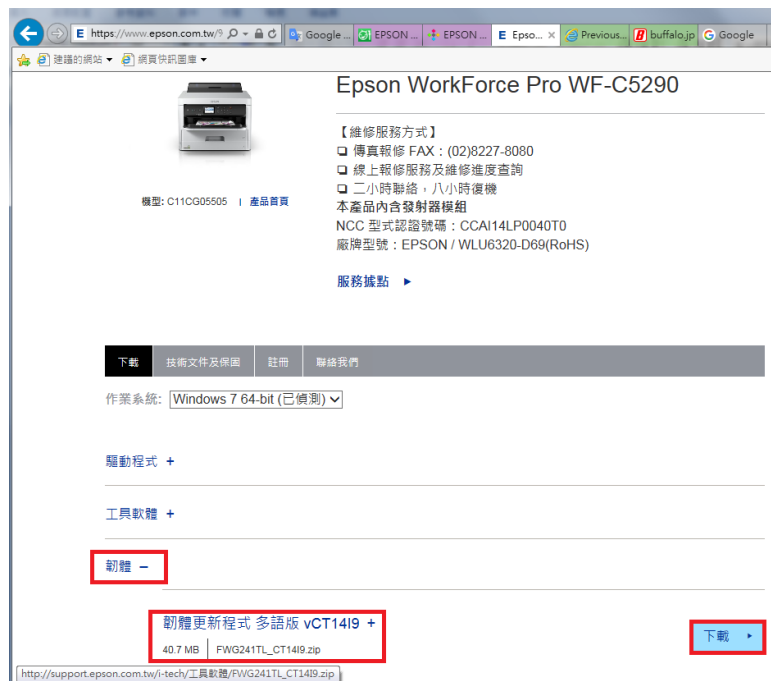 https://www.epson.com.tw/9
Google ...
EPSON ...
EPSON ...
E Epso... ×
Previous...
buffalo.jp
Google
建議的網站 ▼ 網頁快訊圖庫 ▼
Epson WorkForce Pro WF-C5290
【維修服務方式】
❏ 傳真報修 FAX：(02)8227-8080
❏ 線上報修服務及維修進度查詢
❏ 二小時聯絡，八小時復機
機型: C11CG05505 | 產品首頁
本產品內含發射器模組
NCC 型式認證號碼：CCAI14LP0040T0
廠牌型號：EPSON / WLU6320-D69(RoHS)
服務據點 ►
下載 技術文件及保固 註冊 聯絡我們
作業系統: Windows 7 64-bit (已偵測)
驅動程式 +
工具軟體 +
韌體 −
韌體更新程式 多語版 vCT14I9 +
40.7 MB FWG241TL_CT14I9.zip
下載
http://support.epson.com.tw/i-tech/工具軟體/FWG241TL_CT14I9.zip